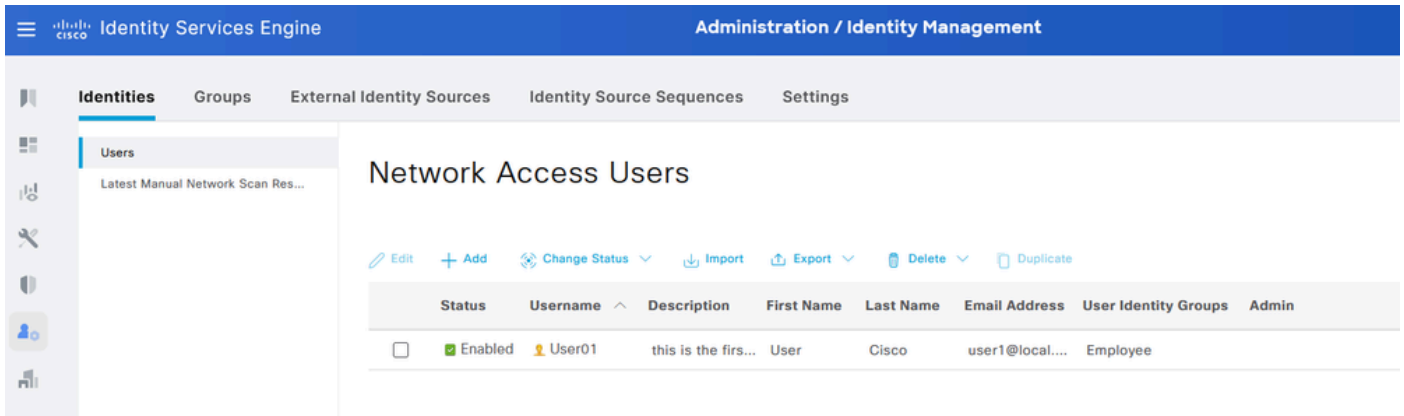 cisco Identity Services Engine Administration / Identity Management
Identities Groups External Identity Sources Identity Source Sequences Settings
Users
Latest Manual Network Scan Res...
Network Access Users
Edit Add Change Status Import Export Delete Duplicate
Status Username Description First Name Last Name Email Address User Identity Groups Admin
Enabled User01 this is the firs... User Cisco user1@local.... Employee